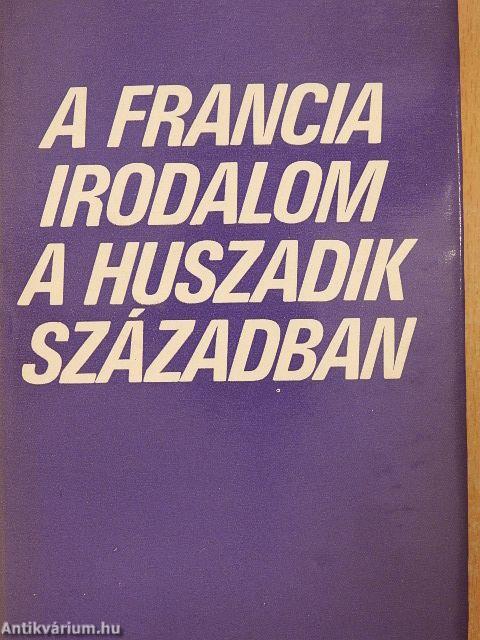 A FRANCIA
IRODALOM
A HUSZADIK
SZÁZADBAN
Antikvárium.hu